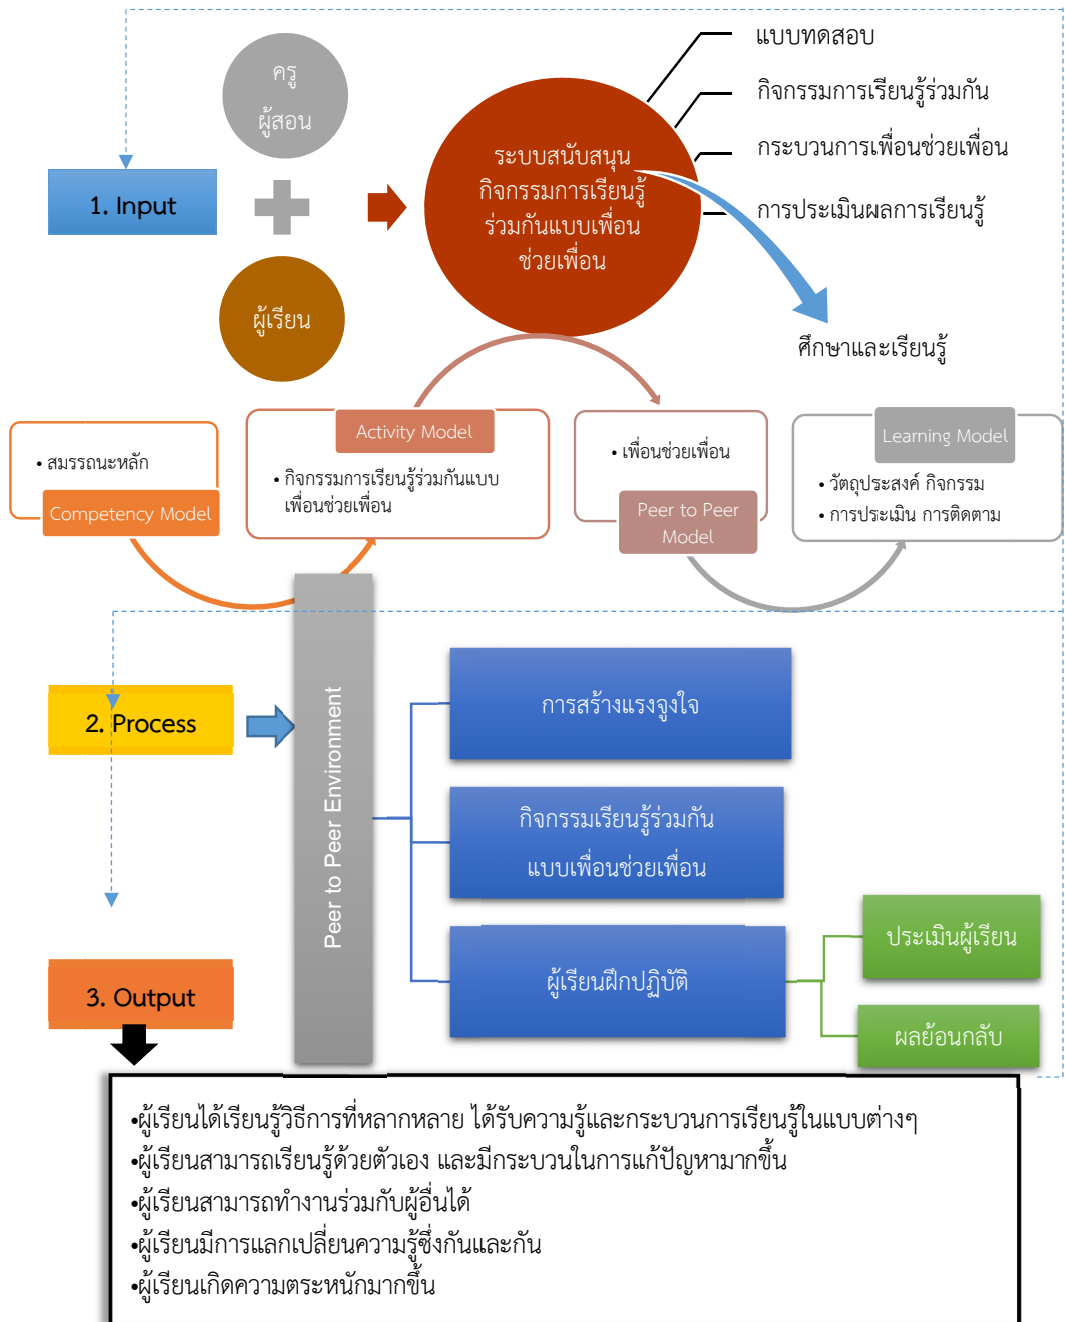 แบบทดสอบ
ครู
ผู้สอน
กิจกรรมการเรียนรู้ร่วมกัน
กระบวนการเพื่อนช่วยเพื่อน
ระบบสนับสนุน
กิจกรรมการเรียนรู้
ร่วมกันแบบเพื่อน
ช่วยเพื่อน
1. Input
การประเมินผลการเรียนรู้
ผู้เรียน
ศึกษาและเรียนรู้
• สมรรถนะหลัก
Competency Model
Activity Model
• กิจกรรมการเรียนรู้ร่วมกันแบบ
เพื่อนช่วยเพื่อน
• เพื่อนช่วยเพื่อน
Peer to Peer
Model
Learning Model
• วัตถุประสงค์ กิจกรรม
• การประเมิน การติดตาม
2. Process
Peer to Peer Environment
การสร้างแรงจูงใจ
กิจกรรมเรียนรู้ร่วมกัน
แบบเพื่อนช่วยเพื่อน
ผู้เรียนฝึกปฏิบัติ
ประเมินผู้เรียน
ผลย้อนกลับ
3. Output
•ผู้เรียนได้เรียนรู้วิธีการที่หลากหลาย ได้รับความรู้และกระบวนการเรียนรู้ในแบบต่างๆ
•ผู้เรียนสามารถเรียนรู้ด้วยตัวเอง และมีกระบวนในการแก้ปัญหามากขึ้น
•ผู้เรียนสามารถทำงานร่วมกับผู้อื่นได้
•ผู้เรียนมีการแลกเปลี่ยนความรู้ซึ่งกันและกัน
•ผู้เรียนเกิดความตระหนักมากขึ้น